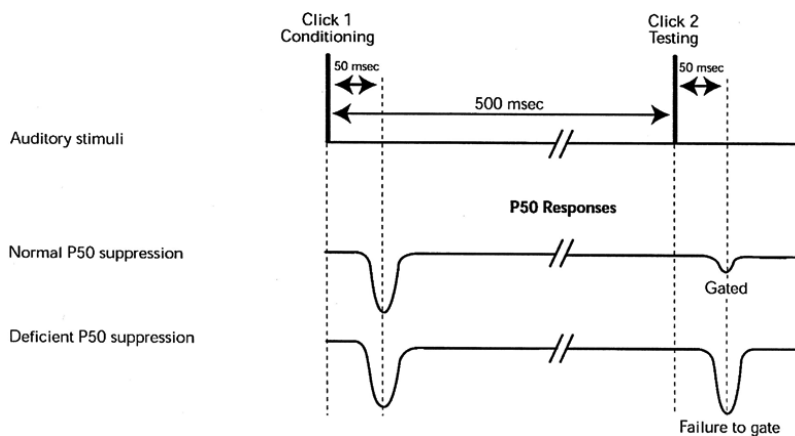 Click 1
Conditioning
Click 2
Testing
50 msec
50 msec
500 msec
Auditory stimuli
P50 Responses
Normal P50 suppression
Gated
Deficient P50 suppression
Failure to gate